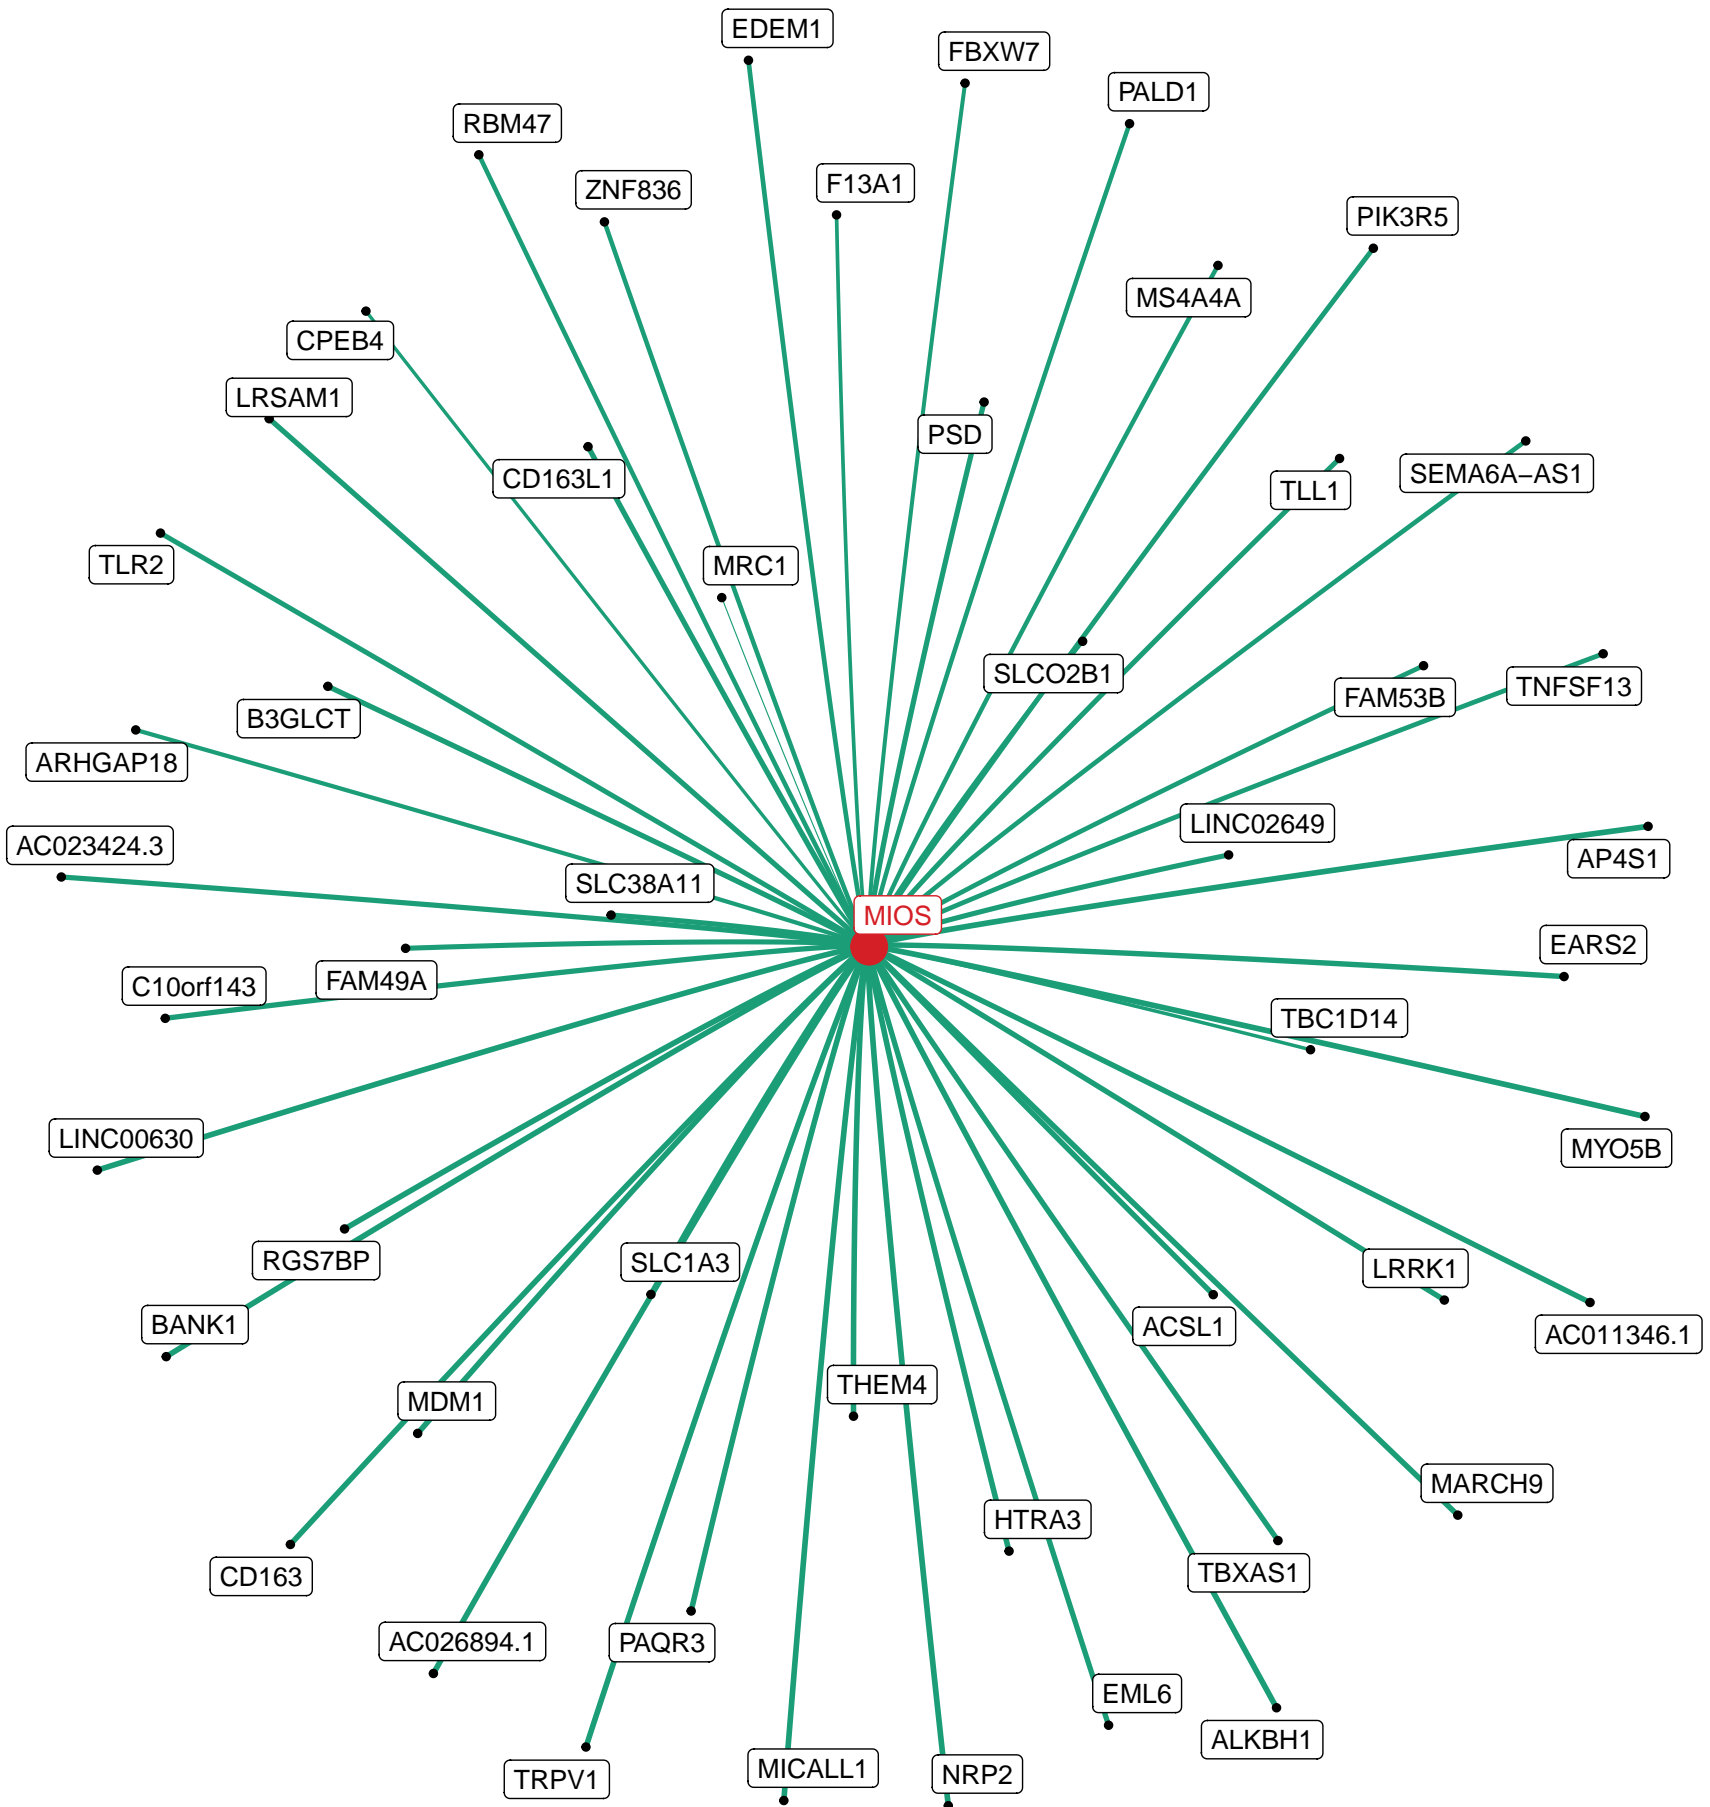 EDEM1
FBXW7
PALD1
RBM47
F13A1
ZNF836
PIK3R5
MS4A4A
CPEB4
LRSAM1
PSD
SEMA6A−AS1
CD163L1
TLL1
TLR2
MRC1
SLCO2B1
TNFSF13
FAM53B
B3GLCT
ARHGAP18
LINC02649
AC023424.3
AP4S1
SLC38A11
MIOS
EARS2
FAM49A
C10orf143
TBC1D14
LINC00630
MYO5B
RGS7BP
SLC1A3
LRRK1
BANK1
ACSL1
AC011346.1
THEM4
MDM1
MARCH9
HTRA3
TBXAS1
CD163
AC026894.1
PAQR3
EML6
ALKBH1
MICALL1
NRP2
TRPV1